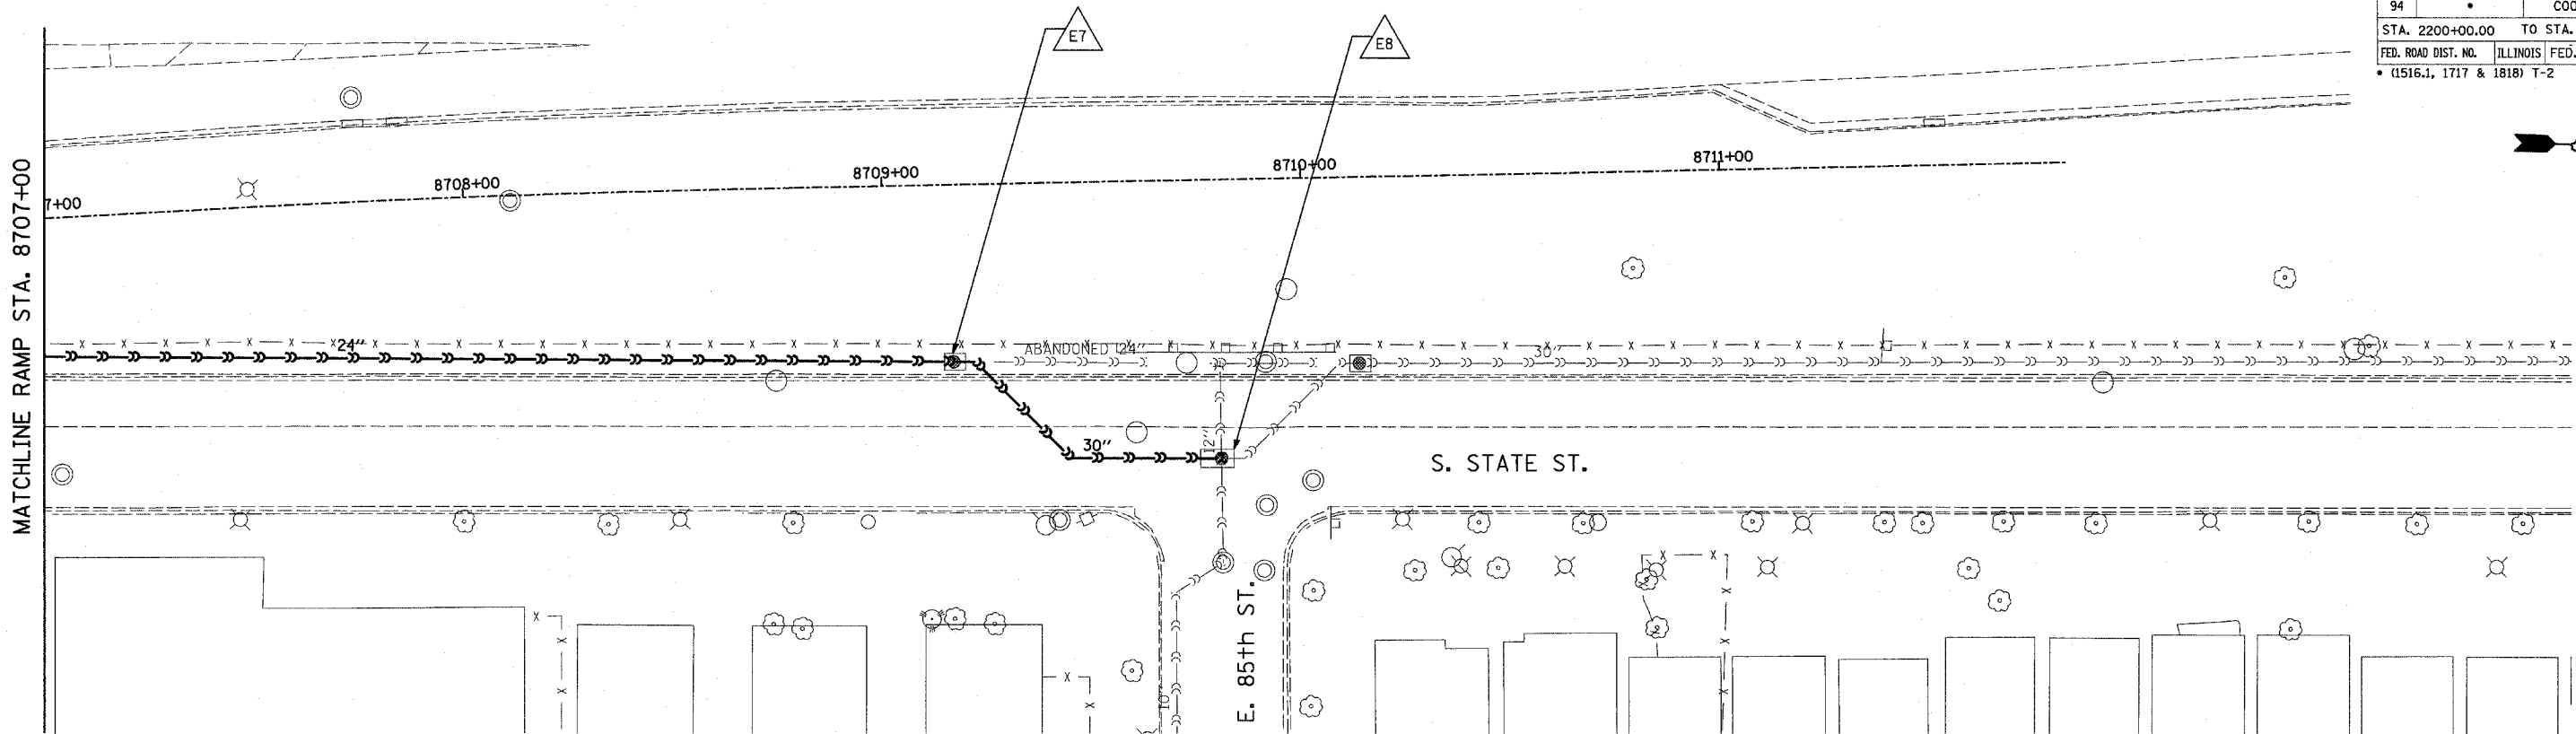 94 • COO
STA. 2200+00.00 TO STA.
FED. ROAD DIST. NO. ILLINOIS FED.
• (1516.1, 1717 & 1818) T-2
E7
E8
MATCHLINE RAMP STA. 8707+00
7+00
8708+00
8709+00
8710+00
8711+00
24"
ABANDONED 24"
30"
30"
12"
S. STATE ST.
E. 85th ST.
10"